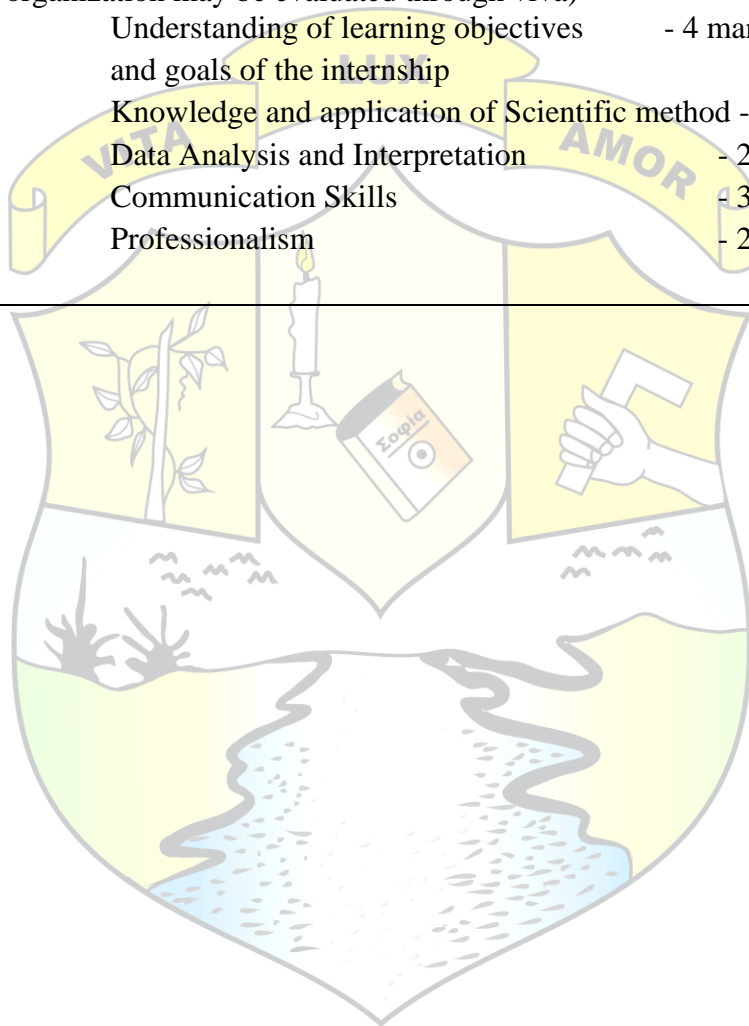 organization may be evaluated through viva)
Understanding of learning objectives - 4 mar
and goals of the internship
Knowledge and application of Scientific method -
Data Analysis and Interpretation - 2
Communication Skills - 3
Professionalism - 2
LUX
VITA
AMOR
Σοφία